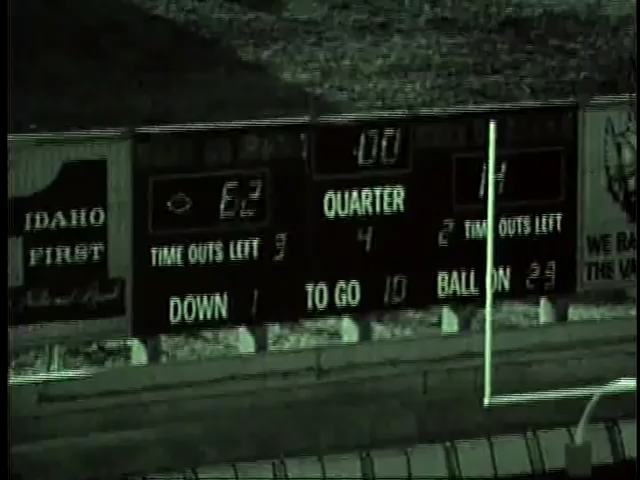 :00
62
14
QUARTER
TIME OUTS LEFT 3
4
2 TIME OUTS LEFT
DOWN 1
TO GO 10
BALL ON 23
IDAHO
FIRST
WE BA
THE VA